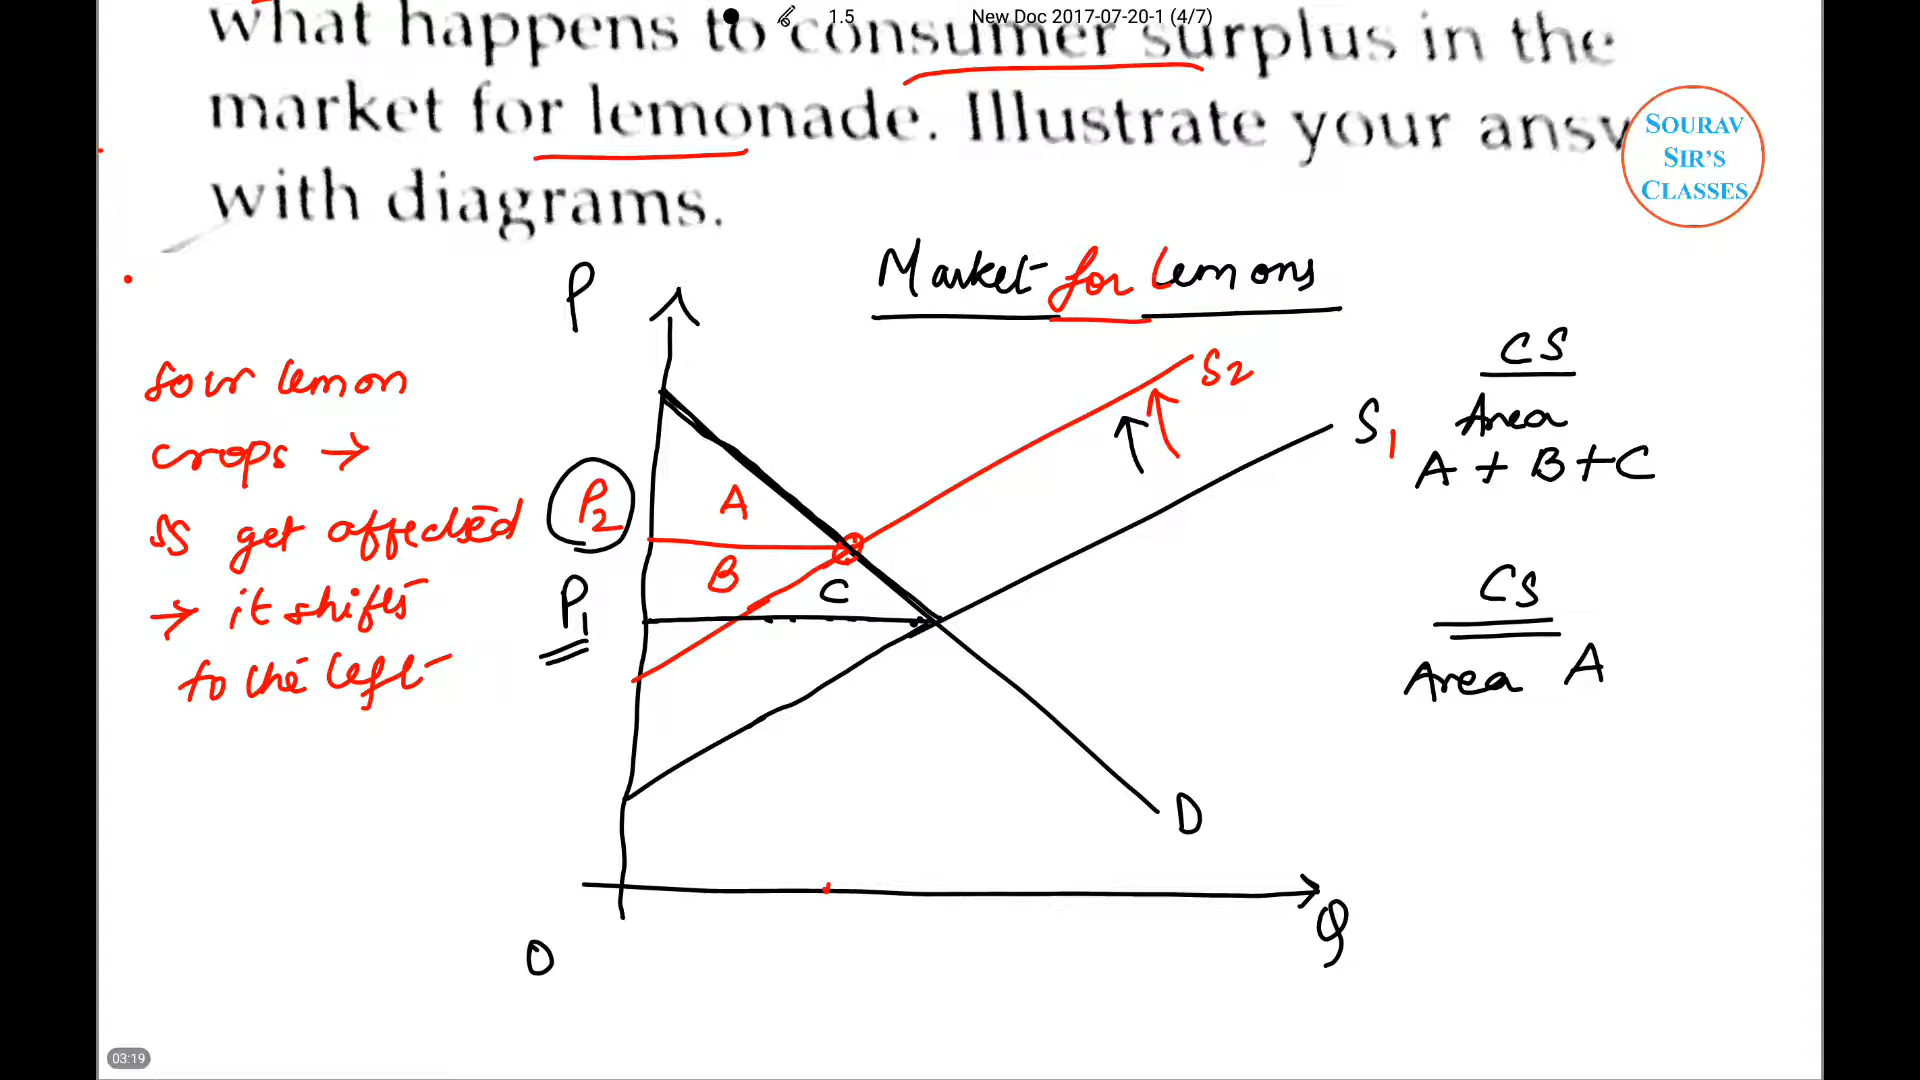 1.5 New Doc 2017-07-20-1 (4/7)
what happens to consumer surplus in the
market for lemonade. Illustrate your answ
with diagrams.
SOURAV
SIR'S
CLASSES
Market for lemons
P
S2
S1
CS
Area
A + B + C
sour lemon
crops →
SS get affected
→ it shifts
to the left
P2
A
B
C
P1
CS
Area A
D
Q
O
03:19